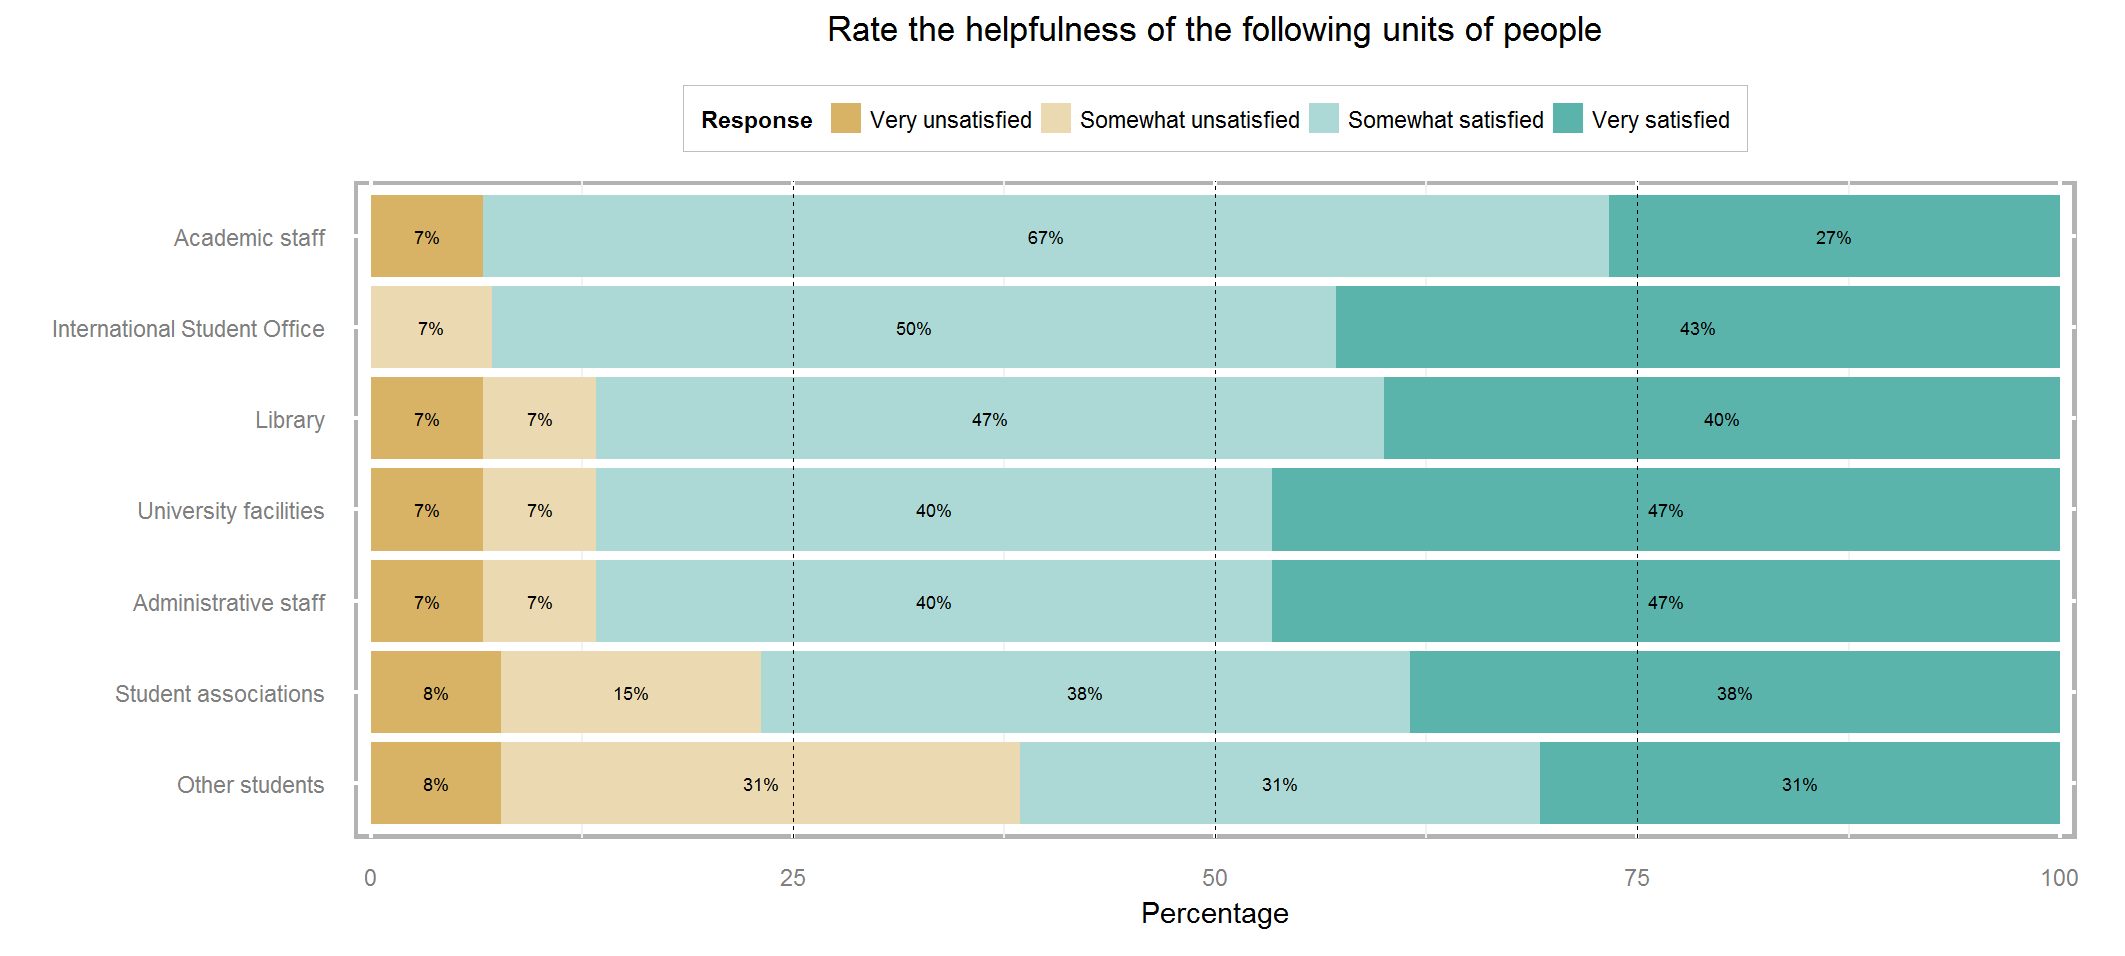 Rate the helpfulness of the following units of people
Response Very unsatisfied Somewhat unsatisfied Somewhat satisfied Very satisfied
Academic staff 7% 67% 27%
International Student Office 7% 50% 43%
Library 7% 7% 47% 40%
University facilities 7% 7% 40% 47%
Administrative staff 7% 7% 40% 47%
Student associations 8% 15% 38% 38%
Other students 8% 31% 31% 31%
0 25 50 75 100
Percentage